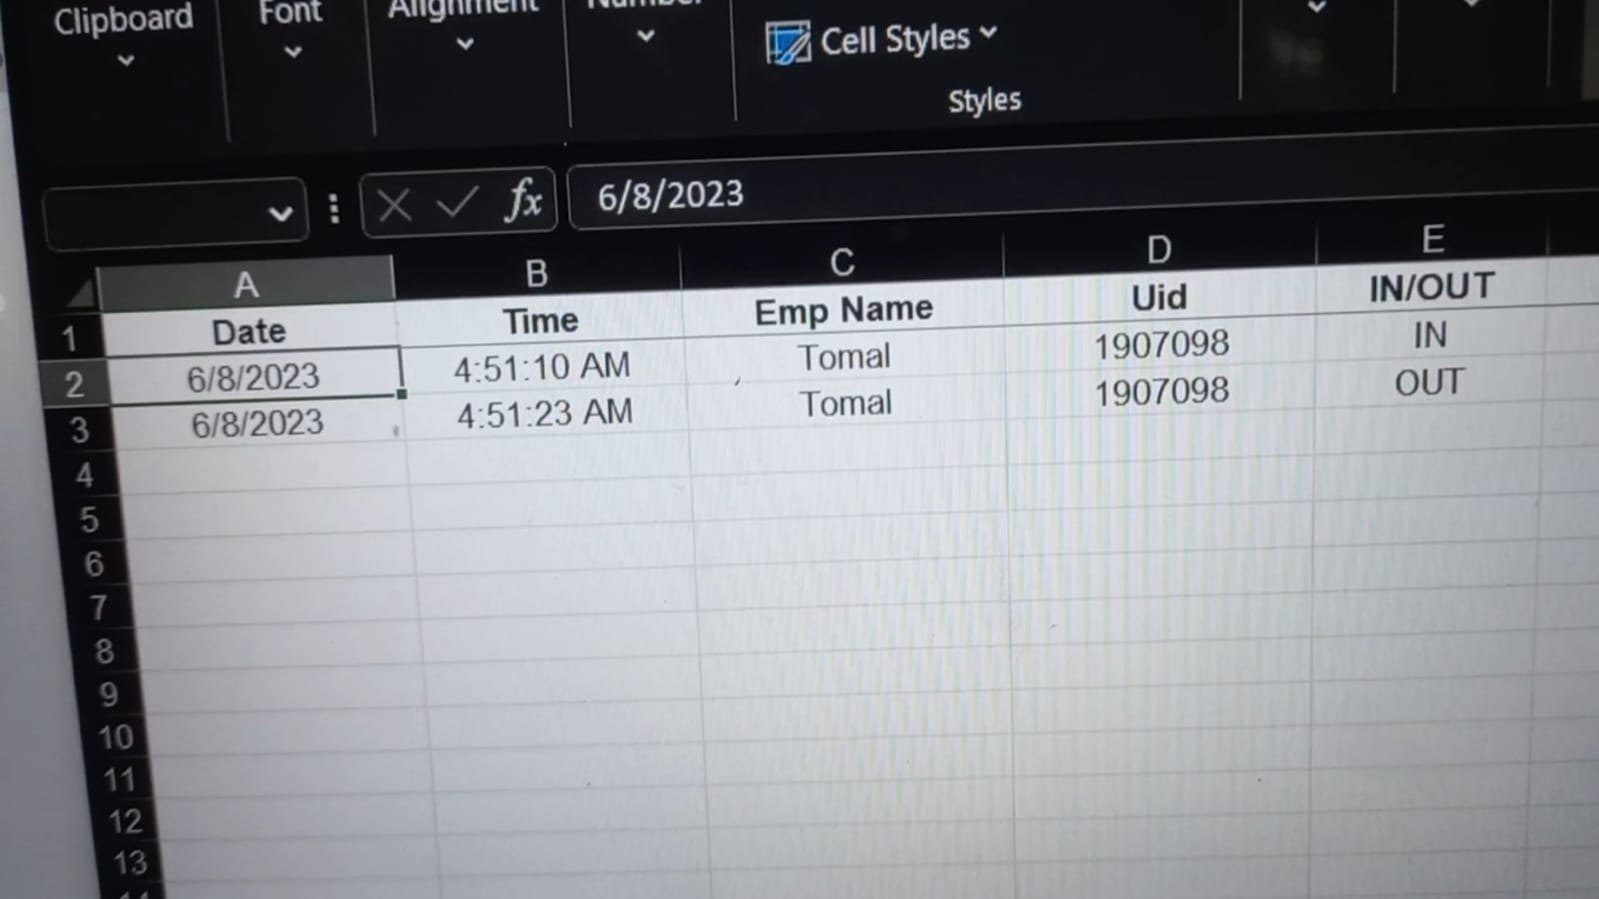 Clipboard Font Alignment Number
Cell Styles
Styles
fx 6/8/2023
A B C D E
1 Date Time Emp Name Uid IN/OUT
2 6/8/2023 4:51:10 AM Tomal 1907098 IN
3 6/8/2023 4:51:23 AM Tomal 1907098 OUT
4
5
6
7
8
9
10
11
12
13